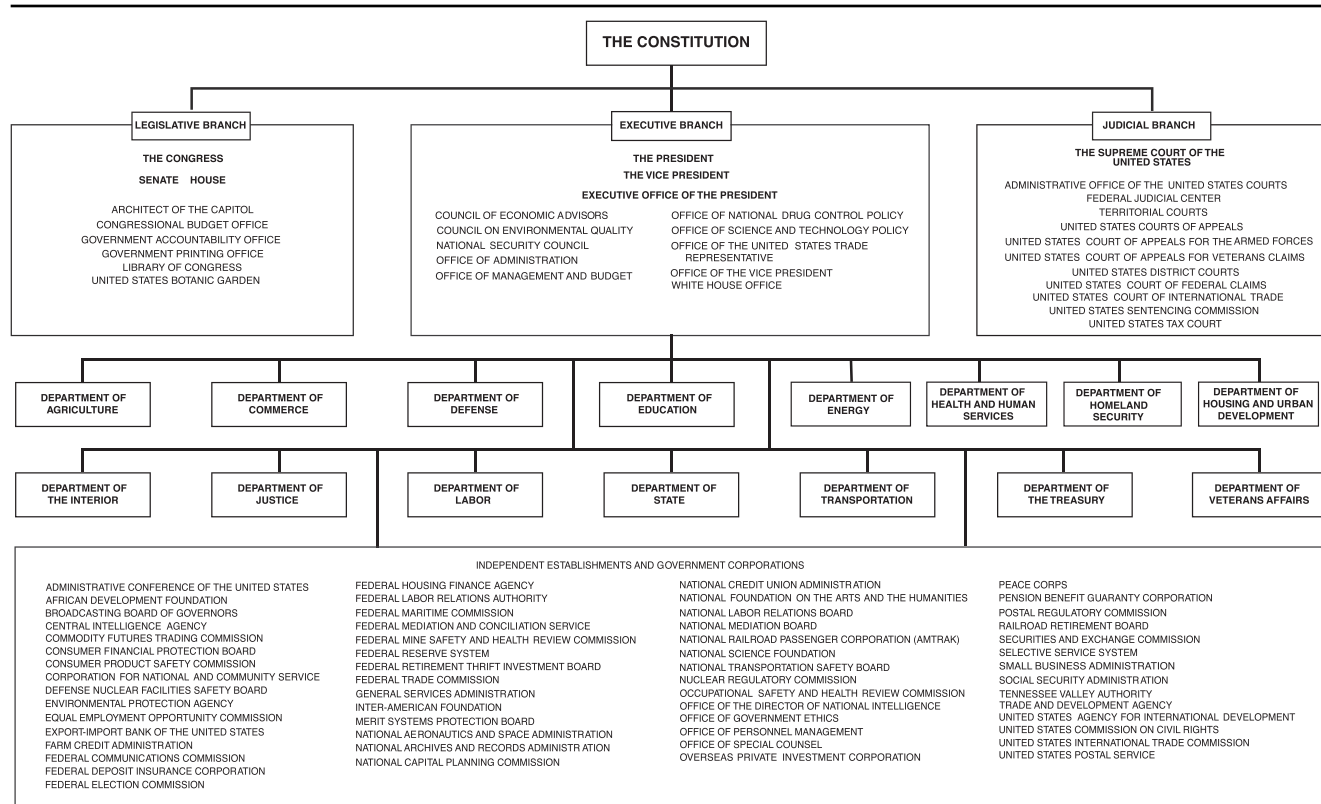 THE CONSTITUTION
LEGISLATIVE BRANCH
THE CONGRESS
SENATE HOUSE
ARCHITECT OF THE CAPITOL
CONGRESSIONAL BUDGET OFFICE
GOVERNMENT ACCOUNTABILITY OFFICE
GOVERNMENT PRINTING OFFICE
LIBRARY OF CONGRESS
UNITED STATES BOTANIC GARDEN
EXECUTIVE BRANCH
THE PRESIDENT
THE VICE PRESIDENT
EXECUTIVE OFFICE OF THE PRESIDENT
COUNCIL OF ECONOMIC ADVISORS
COUNCIL ON ENVIRONMENTAL QUALITY
NATIONAL SECURITY COUNCIL
OFFICE OF ADMINISTRATION
OFFICE OF MANAGEMENT AND BUDGET
OFFICE OF NATIONAL DRUG CONTROL POLICY
OFFICE OF SCIENCE AND TECHNOLOGY POLICY
OFFICE OF THE UNITED STATES TRADE
REPRESENTATIVE
OFFICE OF THE VICE PRESIDENT
WHITE HOUSE OFFICE
JUDICIAL BRANCH
THE SUPREME COURT OF THE
UNITED STATES
ADMINISTRATIVE OFFICE OF THE UNITED STATES COURTS
FEDERAL JUDICIAL CENTER
TERRITORIAL COURTS
UNITED STATES COURTS OF APPEALS
UNITED STATES COURT OF APPEALS FOR THE ARMED FORCES
UNITED STATES COURT OF APPEALS FOR VETERANS CLAIMS
UNITED STATES DISTRICT COURTS
UNITED STATES COURT OF FEDERAL CLAIMS
UNITED STATES COURT OF INTERNATIONAL TRADE
UNITED STATES SENTENCING COMMISSION
UNITED STATES TAX COURT
DEPARTMENT OF
AGRICULTURE
DEPARTMENT OF
COMMERCE
DEPARTMENT OF
DEFENSE
DEPARTMENT OF
EDUCATION
DEPARTMENT OF
ENERGY
DEPARTMENT OF
HEALTH AND HUMAN
SERVICES
DEPARTMENT OF
HOMELAND
SECURITY
DEPARTMENT OF
HOUSING AND URBAN
DEVELOPMENT
DEPARTMENT OF
THE INTERIOR
DEPARTMENT OF
JUSTICE
DEPARTMENT OF
LABOR
DEPARTMENT OF
STATE
DEPARTMENT OF
TRANSPORTATION
DEPARTMENT OF
THE TREASURY
DEPARTMENT OF
VETERANS AFFAIRS
INDEPENDENT ESTABLISHMENTS AND GOVERNMENT CORPORATIONS
ADMINISTRATIVE CONFERENCE OF THE UNITED STATES
AFRICAN DEVELOPMENT FOUNDATION
BROADCASTING BOARD OF GOVERNORS
CENTRAL INTELLIGENCE AGENCY
COMMODITY FUTURES TRADING COMMISSION
CONSUMER FINANCIAL PROTECTION BOARD
CONSUMER PRODUCT SAFETY COMMISSION
CORPORATION FOR NATIONAL AND COMMUNITY SERVICE
DEFENSE NUCLEAR FACILITIES SAFETY BOARD
ENVIRONMENTAL PROTECTION AGENCY
EQUAL EMPLOYMENT OPPORTUNITY COMMISSION
EXPORT-IMPORT BANK OF THE UNITED STATES
FARM CREDIT ADMINISTRATION
FEDERAL COMMUNICATIONS COMMISSION
FEDERAL DEPOSIT INSURANCE CORPORATION
FEDERAL ELECTION COMMISSION
FEDERAL HOUSING FINANCE AGENCY
FEDERAL LABOR RELATIONS AUTHORITY
FEDERAL MARITIME COMMISSION
FEDERAL MEDIATION AND CONCILIATION SERVICE
FEDERAL MINE SAFETY AND HEALTH REVIEW COMMISSION
FEDERAL RESERVE SYSTEM
FEDERAL RETIREMENT THRIFT INVESTMENT BOARD
FEDERAL TRADE COMMISSION
GENERAL SERVICES ADMINISTRATION
INTER-AMERICAN FOUNDATION
MERIT SYSTEMS PROTECTION BOARD
NATIONAL AERONAUTICS AND SPACE ADMINISTRATION
NATIONAL ARCHIVES AND RECORDS ADMINISTRATION
NATIONAL CAPITAL PLANNING COMMISSION
NATIONAL CREDIT UNION ADMINISTRATION
NATIONAL FOUNDATION ON THE ARTS AND THE HUMANITIES
NATIONAL LABOR RELATIONS BOARD
NATIONAL MEDIATION BOARD
NATIONAL RAILROAD PASSENGER CORPORATION (AMTRAK)
NATIONAL SCIENCE FOUNDATION
NATIONAL TRANSPORTATION SAFETY BOARD
NUCLEAR REGULATORY COMMISSION
OCCUPATIONAL SAFETY AND HEALTH REVIEW COMMISSION
OFFICE OF THE DIRECTOR OF NATIONAL INTELLIGENCE
OFFICE OF GOVERNMENT ETHICS
OFFICE OF PERSONNEL MANAGEMENT
OFFICE OF SPECIAL COUNSEL
OVERSEAS PRIVATE INVESTMENT CORPORATION
PEACE CORPS
PENSION BENEFIT GUARANTY CORPORATION
POSTAL REGULATORY COMMISSION
RAILROAD RETIREMENT BOARD
SECURITIES AND EXCHANGE COMMISSION
SELECTIVE SERVICE SYSTEM
SMALL BUSINESS ADMINISTRATION
SOCIAL SECURITY ADMINISTRATION
TENNESSEE VALLEY AUTHORITY
TRADE AND DEVELOPMENT AGENCY
UNITED STATES AGENCY FOR INTERNATIONAL DEVELOPMENT
UNITED STATES COMMISSION ON CIVIL RIGHTS
UNITED STATES INTERNATIONAL TRADE COMMISSION
UNITED STATES POSTAL SERVICE